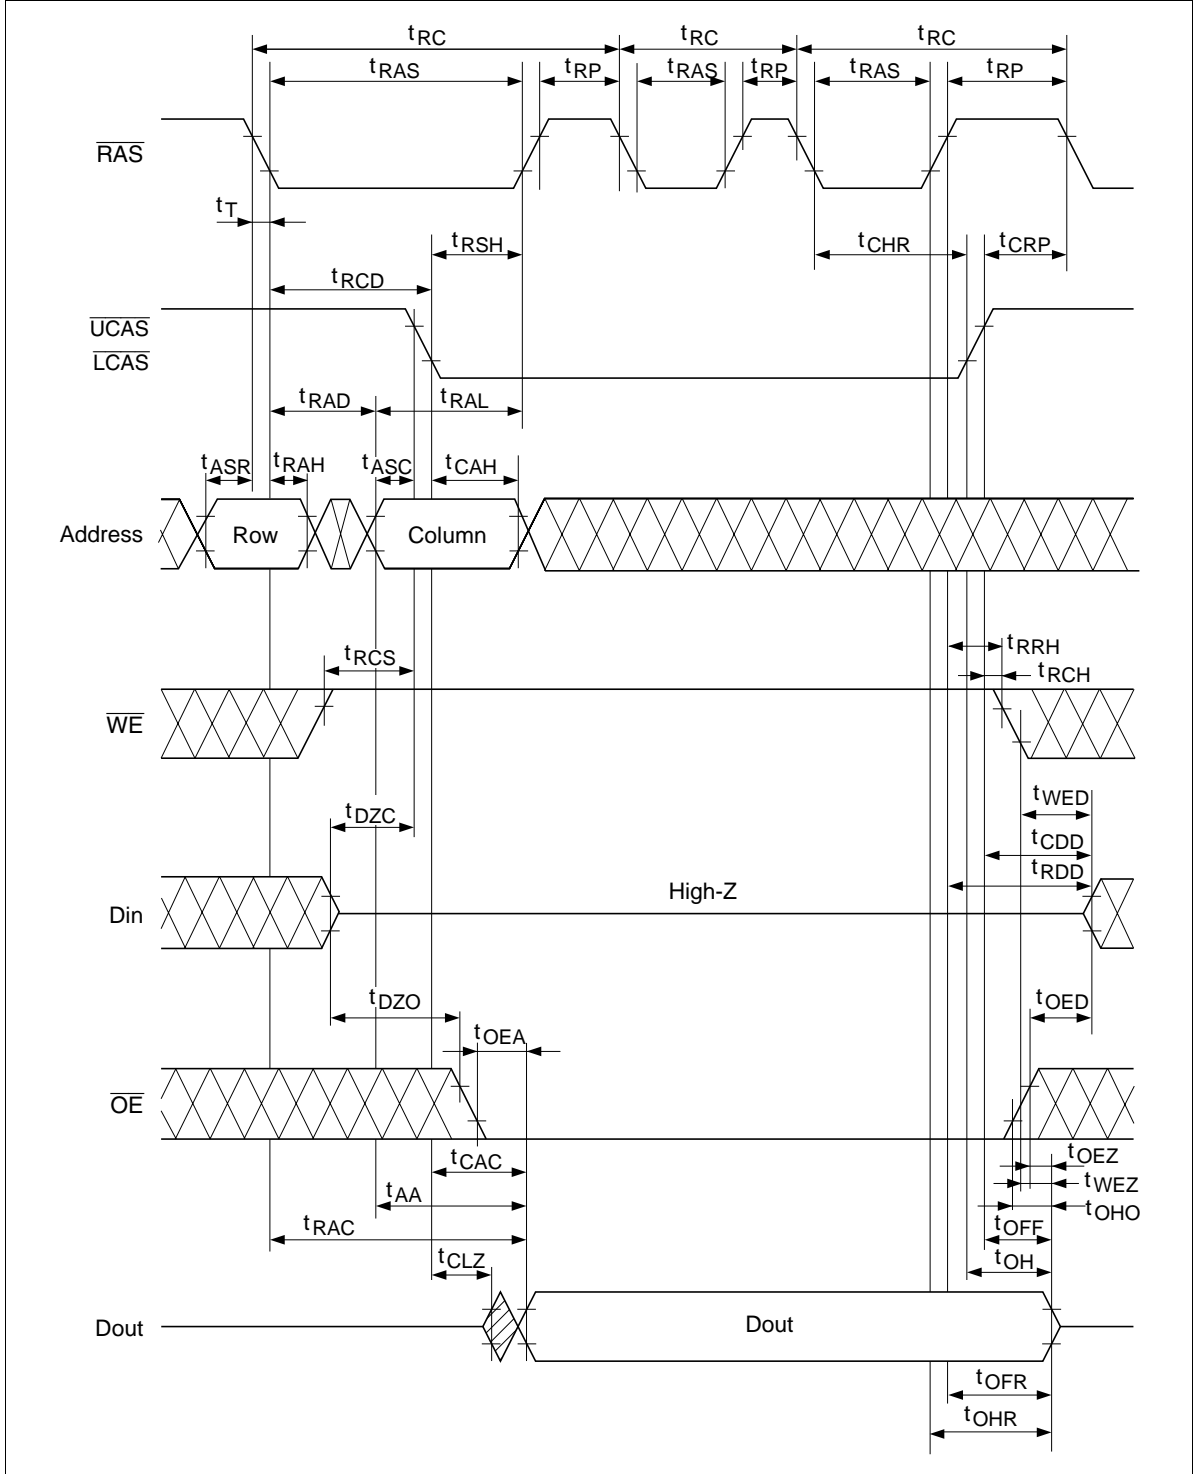 tRC tRC tRC
tRAS tRP tRAS tRP tRAS tRP
RAS
tT
tRSH tCHR tCRP
tRCD
UCAS
LCAS
tRAD tRAL
tASR tRAH tASC tCAH
Address Row Column
tRRH
tRCS
tRCH
WE
tWED
tDZC
tCDD
tRDD
High-Z
Din
tDZO tOED
tOEA
OE
tCAC tOEZ
tAA tWEZ
tOHO
tRAC tOFF
tCLZ tOH
Dout Dout
tOFR
tOHR